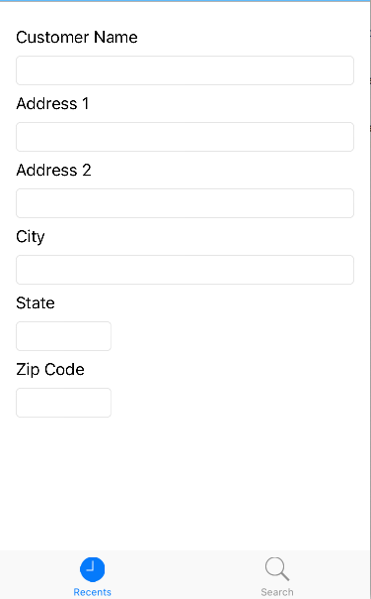 Customer Name
Address 1
Address 2
City
State
Zip Code
Recents
Search